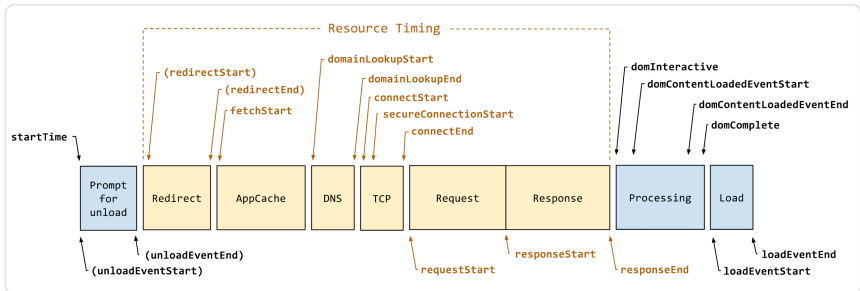 Resource Timing
domainLookupStart
domInteractive
(redirectStart)
domainLookupEnd
domContentLoadedEventStart
(redirectEnd)
connectStart
fetchStart
secureConnectionStart
domContentLoadedEventEnd
startTime
connectEnd
domComplete
Prompt
for
unload
Redirect
AppCache
DNS
TCP
Request
Response
Processing
Load
(unloadEventEnd)
(unloadEventStart)
requestStart
responseStart
responseEnd
loadEventEnd
loadEventStart